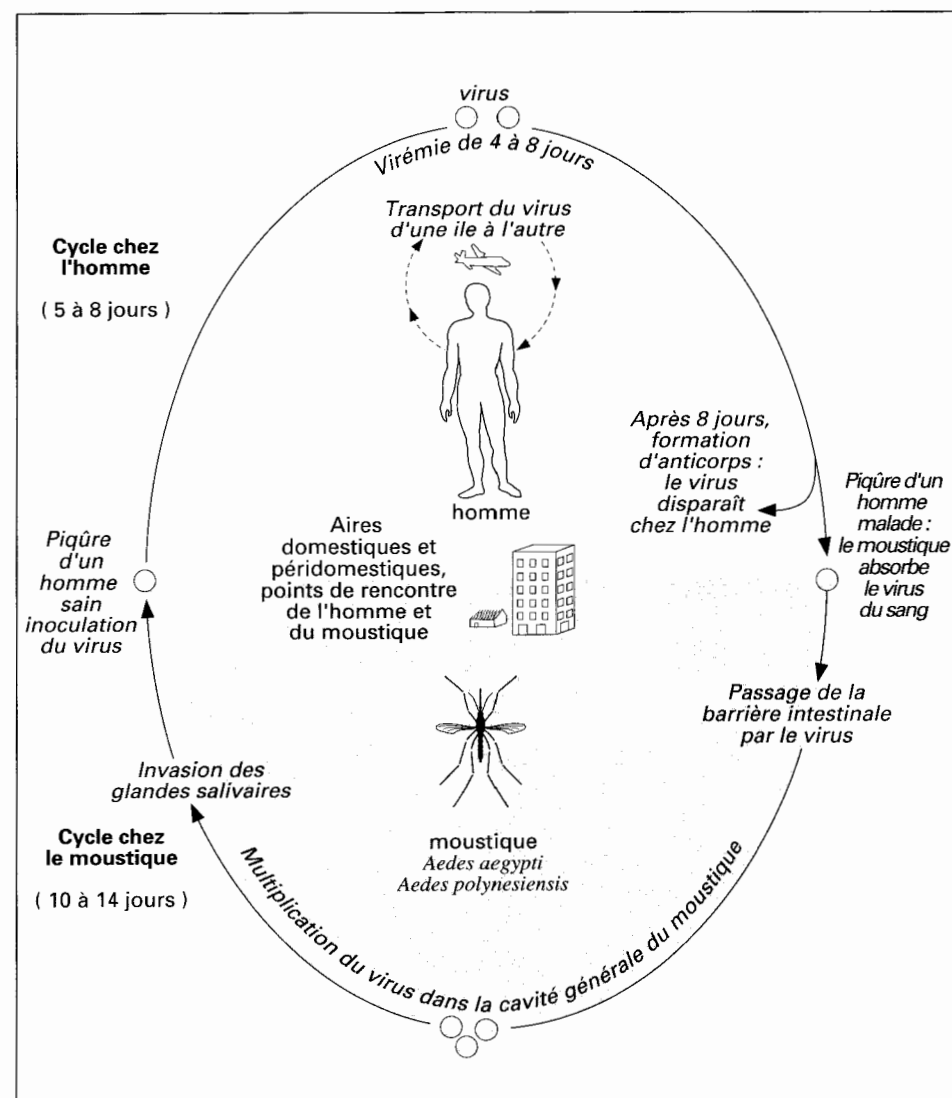 virus
Virémie de 4 à 8 jours
Transport du virus
d'une ile à l'autre
Cycle chez
l'homme
( 5 à 8 jours )
homme
Après 8 jours,
formation
d'anticorps :
le virus
disparaît
chez l'homme
Piqûre d'un
homme
malade :
le moustique
absorbe
le virus
du sang
Aires
domestiques et
péridomestiques,
points de rencontre
de l'homme et
du moustique
Piqûre
d'un
homme
sain
inoculation
du virus
Passage de la
barrière intestinale
par le virus
Invasion des
glandes salivaires
Cycle chez
le moustique
( 10 à 14 jours )
moustique
Aedes aegypti
Aedes polynesiensis
Multiplication du virus dans la cavité générale du moustique